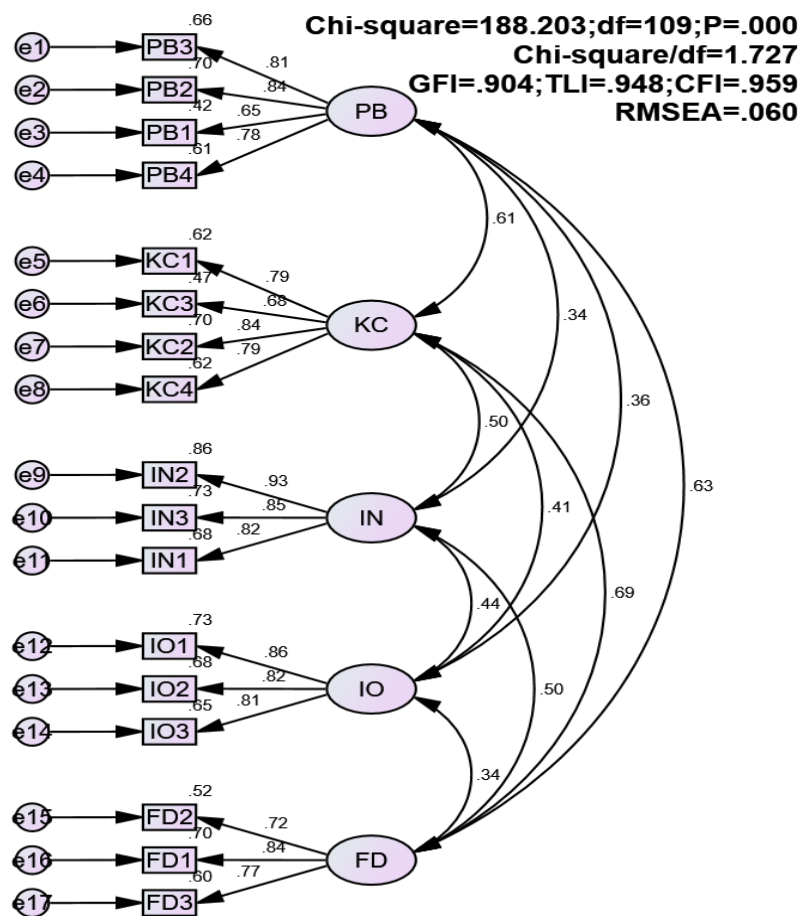 Chi-square=188.203;df=109;P=.000
Chi-square/df=1.727
GFI=.904;TLI=.948;CFI=.959
RMSEA=.060
.66
e1 PB3 .81
.70
e2 PB2 .84
.42
e3 PB1 .65
.61
e4 PB4 .78
PB
.61
.62
e5 KC1 .79
.47
e6 KC3 .68
.70
e7 KC2 .84
.62
e8 KC4 .79
KC
.34
.36
.50
.86
e9 IN2 .93
.73
e10 IN3 .85
.68
e11 IN1 .82
IN
.63
.41
.44
.69
.73
e12 IO1 .86
.68
e13 IO2 .82
.65
e14 IO3 .81
IO
.50
.34
.52
e15 FD2 .72
.70
e16 FD1 .84
.60
e17 FD3 .77
FD